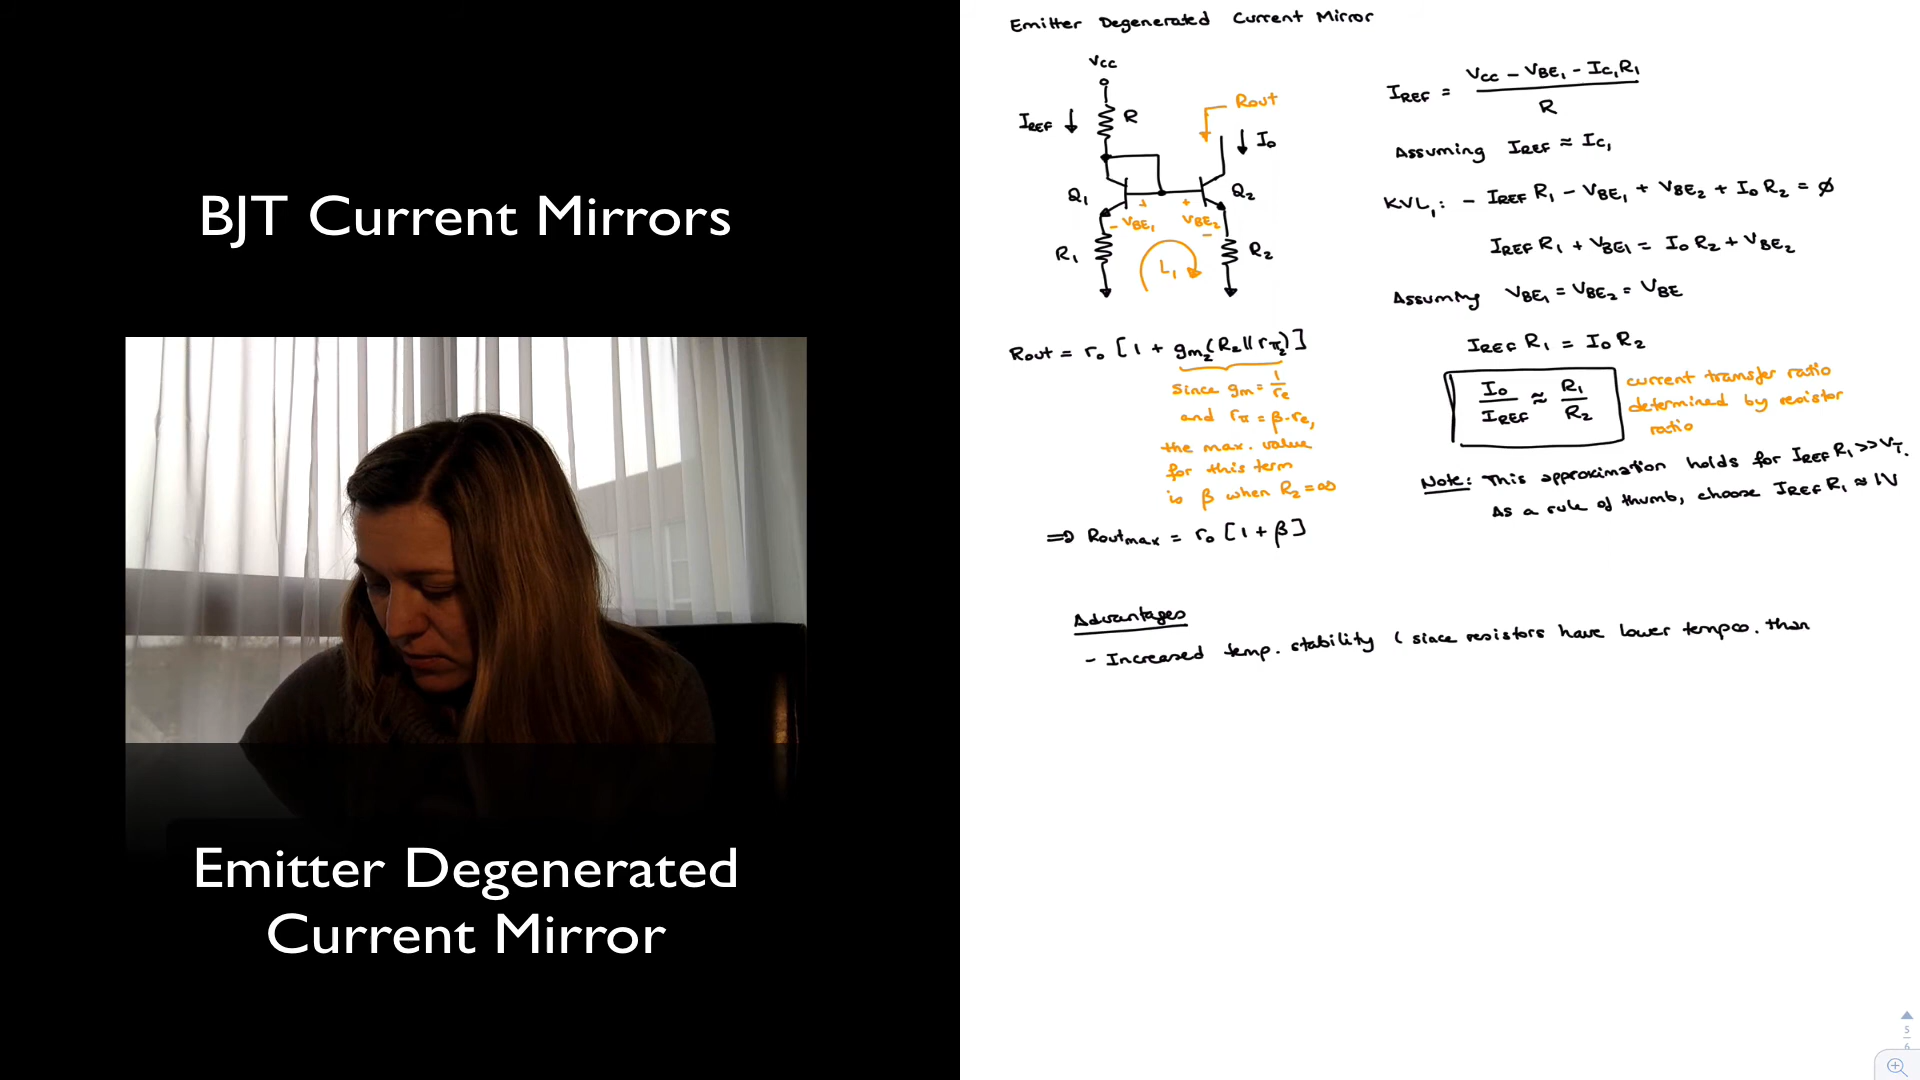 BJT Current Mirrors
Emitter Degenerated
Current Mirror
Emitter Degenerated Current Mirror
VCC
IREF ↓
R
Rout
↓ Io
Q1
Q2
+
+
- VBE1
VBE2
-
R1
L1
R2
Rout = ro [1 + gm2(R2||rπ2)]
since gm = 1/re
and rπ = β·re,
the max. value
for this term
is β when R2 = ∞
⇒ Routmax = ro [1 + β]
IREF = (VCC - VBE1 - IC1R1)/R
Assuming IREF ≈ IC1
KVL1: - IREF R1 - VBE1 + VBE2 + Io R2 = ∅
IREF R1 + VBE1 = Io R2 + VBE2
Assuming VBE1 = VBE2 = VBE
IREF R1 = Io R2
Io/IREF ≈ R1/R2
current transfer ratio
determined by resistor
ratio
Note: This approximation holds for IREF R1 >> VT.
As a rule of thumb, choose IREF R1 ≈ 1V
Advantages
- Increased temp. stability (since resistors have lower tempco. than
5
6